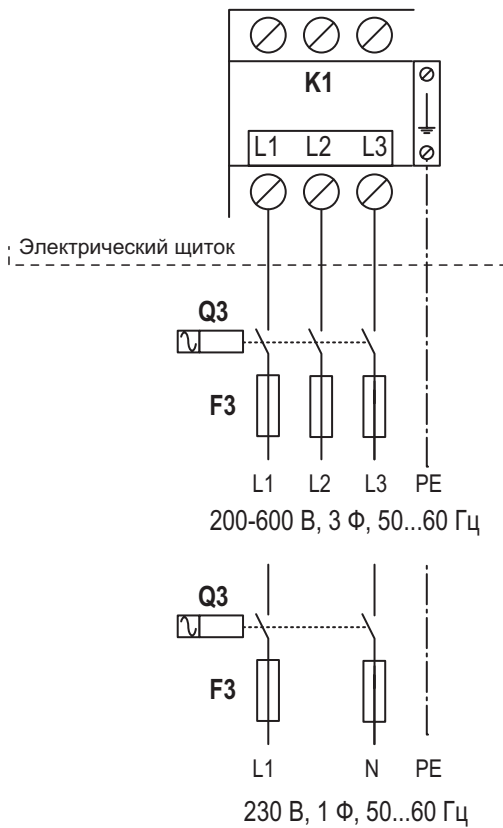 K1
L1 L2 L3
Электрический щиток
Q3
F3
L1 L2 L3 PE
200-600 В, 3 Ф, 50...60 Гц
Q3
F3
L1 N PE
230 В, 1 Ф, 50...60 Гц